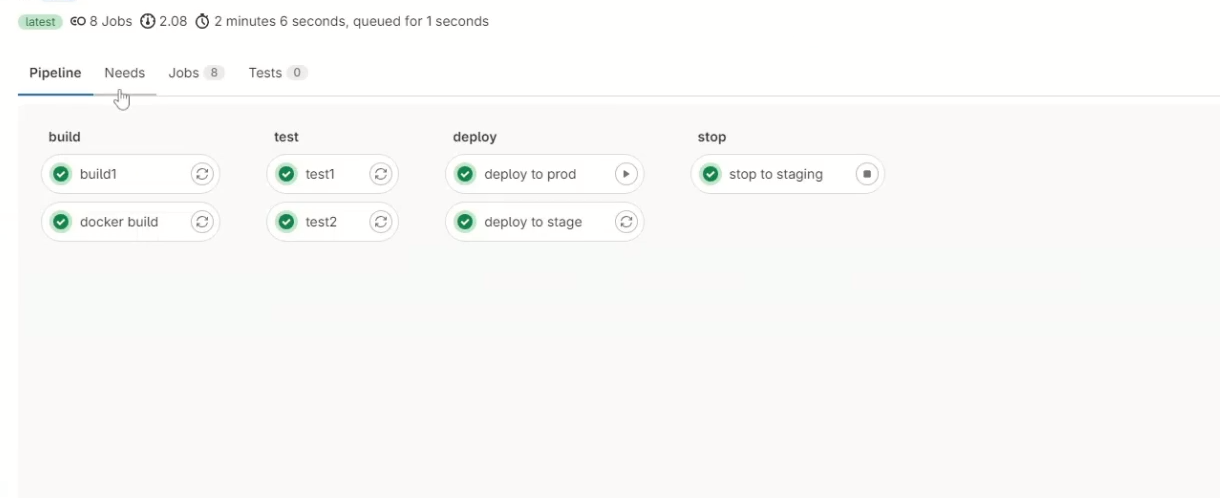 latest 8 Jobs 2.08 2 minutes 6 seconds, queued for 1 seconds
Pipeline Needs Jobs 8 Tests 0
build test deploy stop
build1 test1 deploy to prod stop to staging
docker build test2 deploy to stage